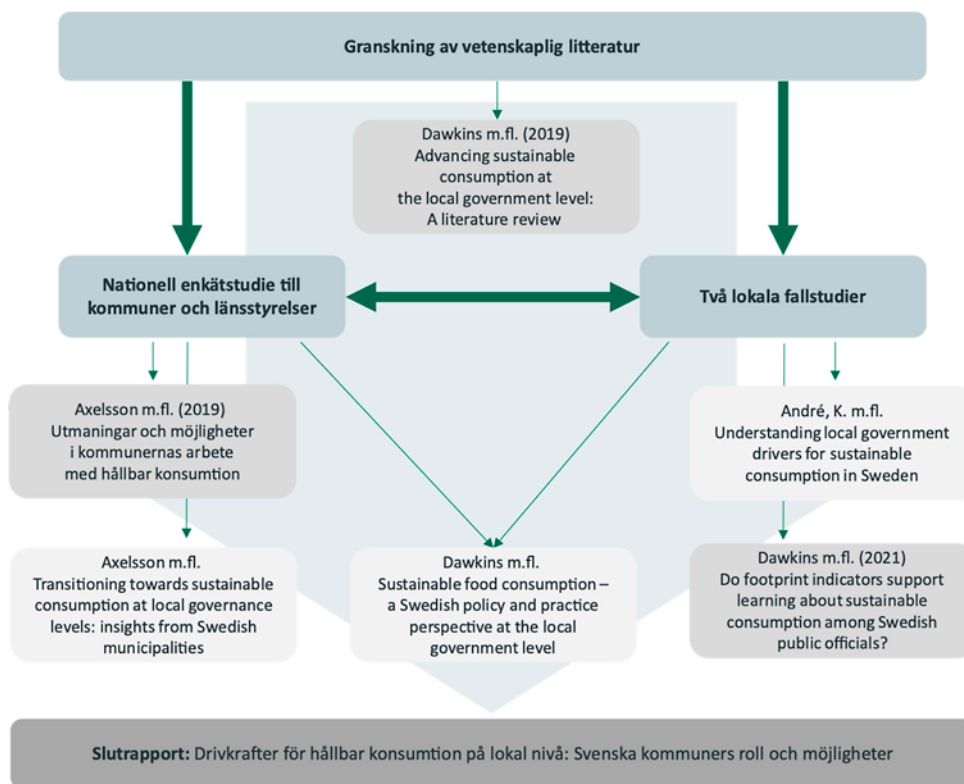 Granskning av vetenskaplig litteratur
Dawkins m.fl. (2019)
Advancing sustainable
consumption at
the local government level:
A literature review
Nationell enkätstudie till
kommuner och länsstyrelser
Två lokala fallstudier
Axelsson m.fl. (2019)
Utmaningar och möjligheter
i kommunernas arbete
med hållbar konsumtion
André, K. m.fl.
Understanding local government
drivers for sustainable
consumption in Sweden
Axelsson m.fl.
Transitioning towards sustainable
consumption at local governance
levels: insights from Swedish
municipalities
Dawkins m.fl.
Sustainable food consumption –
a Swedish policy and practice
perspective at the local
government level
Dawkins m.fl. (2021)
Do footprint indicators support
learning about sustainable
consumption among Swedish
public officials?
Slutrapport: Drivkrafter för hållbar konsumtion på lokal nivå: Svenska kommuners roll och möjligheter